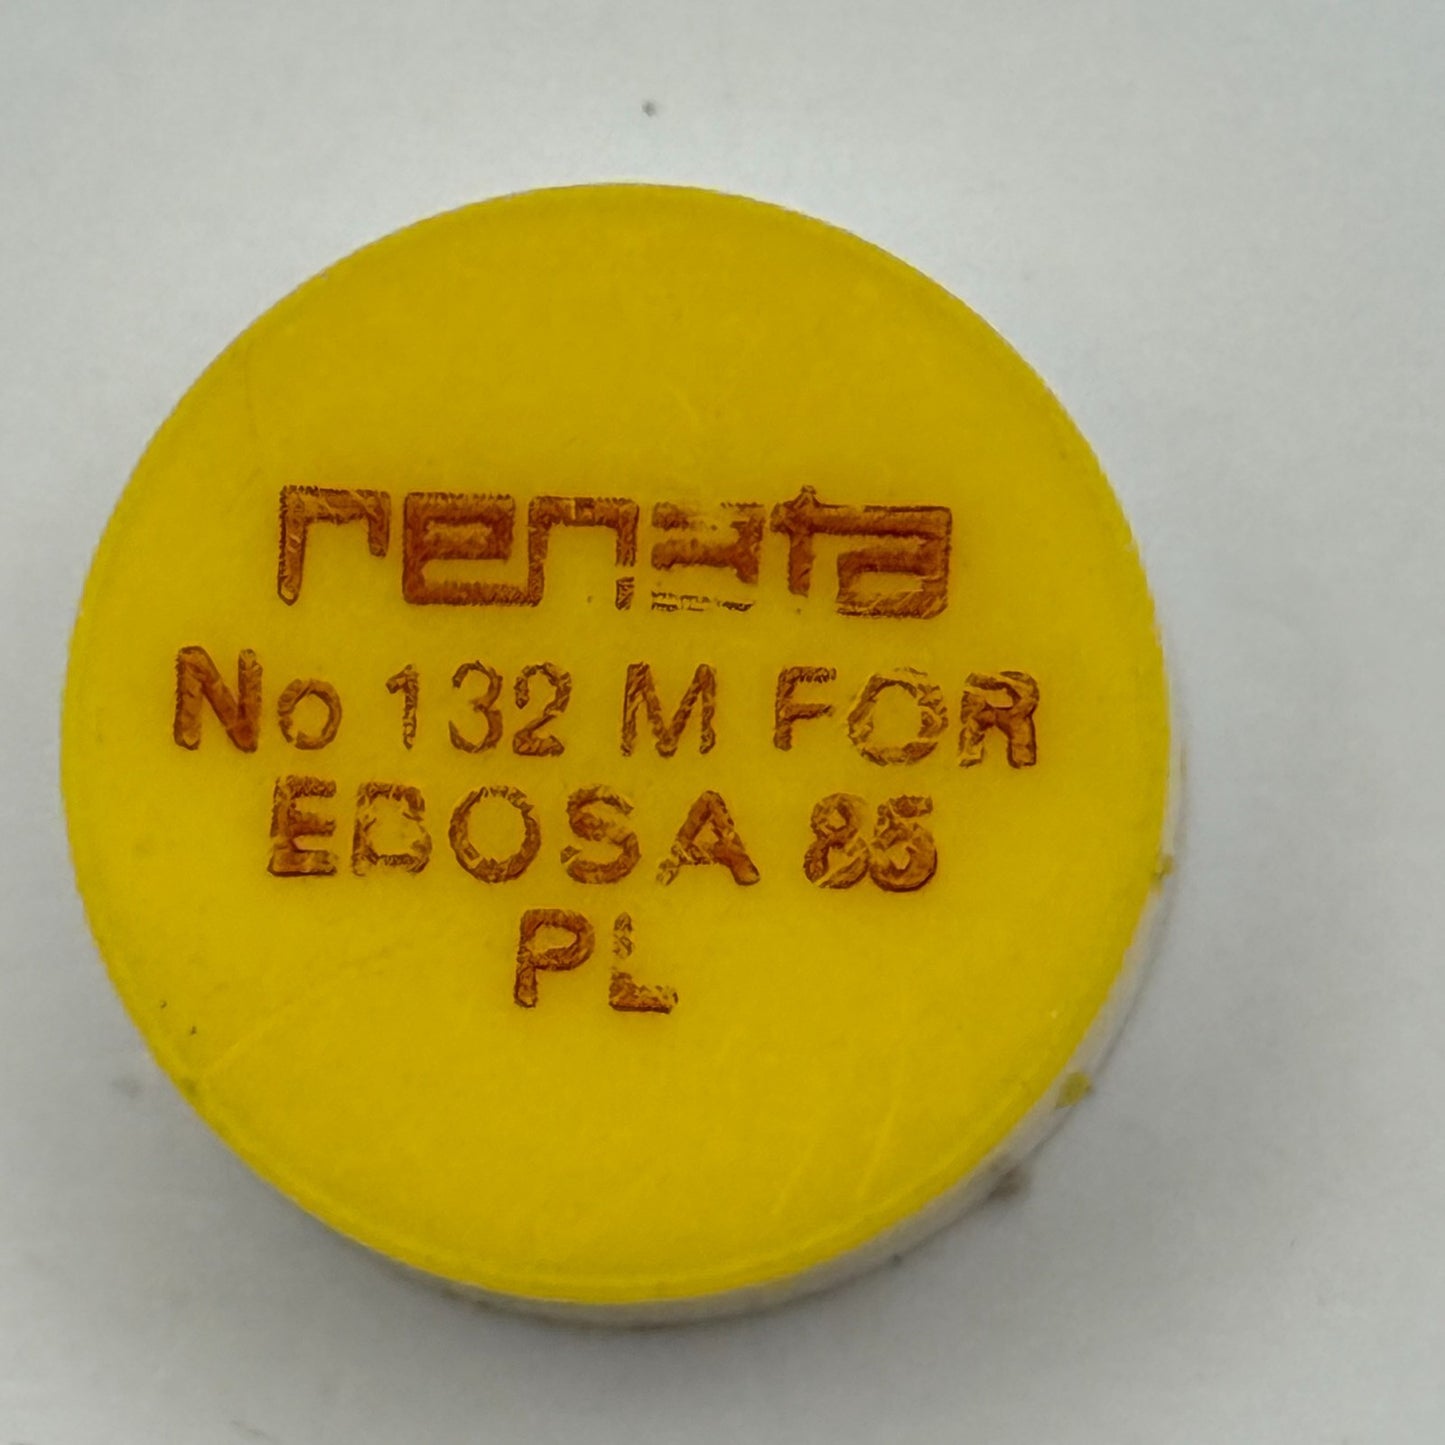 renata
No 132 M FOR
EBOSA 85
PL